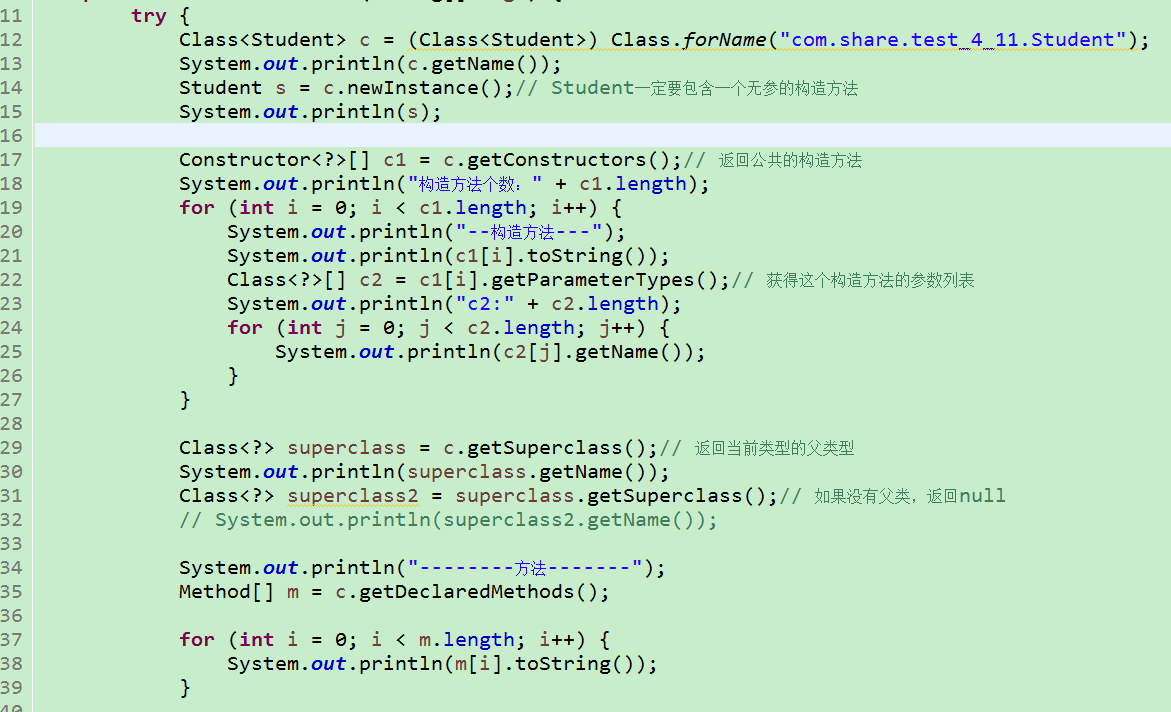 11 try {
12 Class<Student> c = (Class<Student>) Class.forName("com.share.test_4_11.Student");
13 System.out.println(c.getName());
14 Student s = c.newInstance();// Student一定要包含一个无参的构造方法
15 System.out.println(s);
16
17 Constructor<?>[] c1 = c.getConstructors();// 返回公共的构造方法
18 System.out.println("构造方法个数：" + c1.length);
19 for (int i = 0; i < c1.length; i++) {
20 System.out.println("--构造方法---");
21 System.out.println(c1[i].toString());
22 Class<?>[] c2 = c1[i].getParameterTypes();// 获得这个构造方法的参数列表
23 System.out.println("c2:" + c2.length);
24 for (int j = 0; j < c2.length; j++) {
25 System.out.println(c2[j].getName());
26 }
27 }
28
29 Class<?> superclass = c.getSuperclass();// 返回当前类型的父类型
30 System.out.println(superclass.getName());
31 Class<?> superclass2 = superclass.getSuperclass();// 如果没有父类，返回null
32 // System.out.println(superclass2.getName());
33
34 System.out.println("--------方法-------");
35 Method[] m = c.getDeclaredMethods();
36
37 for (int i = 0; i < m.length; i++) {
38 System.out.println(m[i].toString());
39 }
40